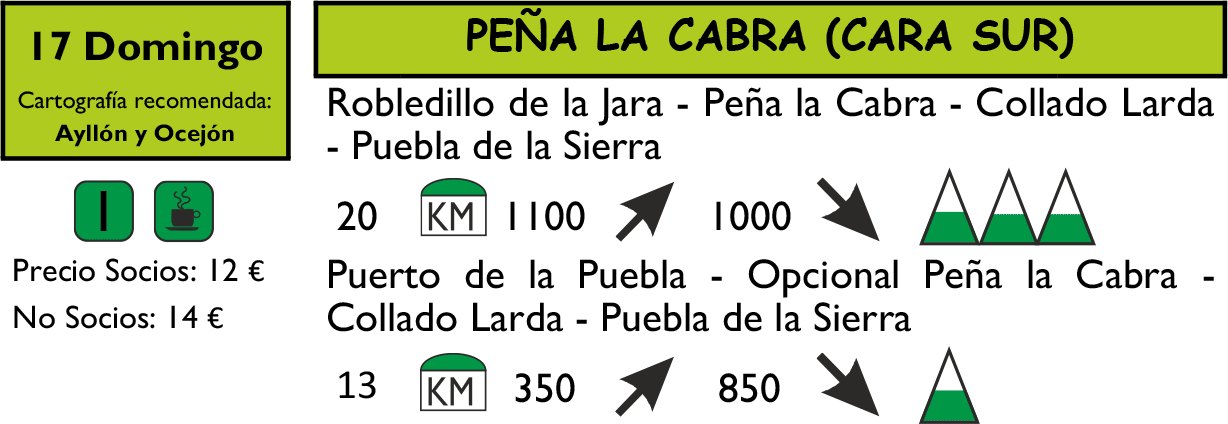 17 Domingo
Cartografía recomendada:
Ayllón y Ocejón
I
Precio Socios: 12 €
No Socios: 14 €
PEÑA LA CABRA (CARA SUR)
Robledillo de la Jara - Peña la Cabra - Collado Larda
- Puebla de la Sierra
20 KM 1100 1000
Puerto de la Puebla - Opcional Peña la Cabra -
Collado Larda - Puebla de la Sierra
13 KM 350 850